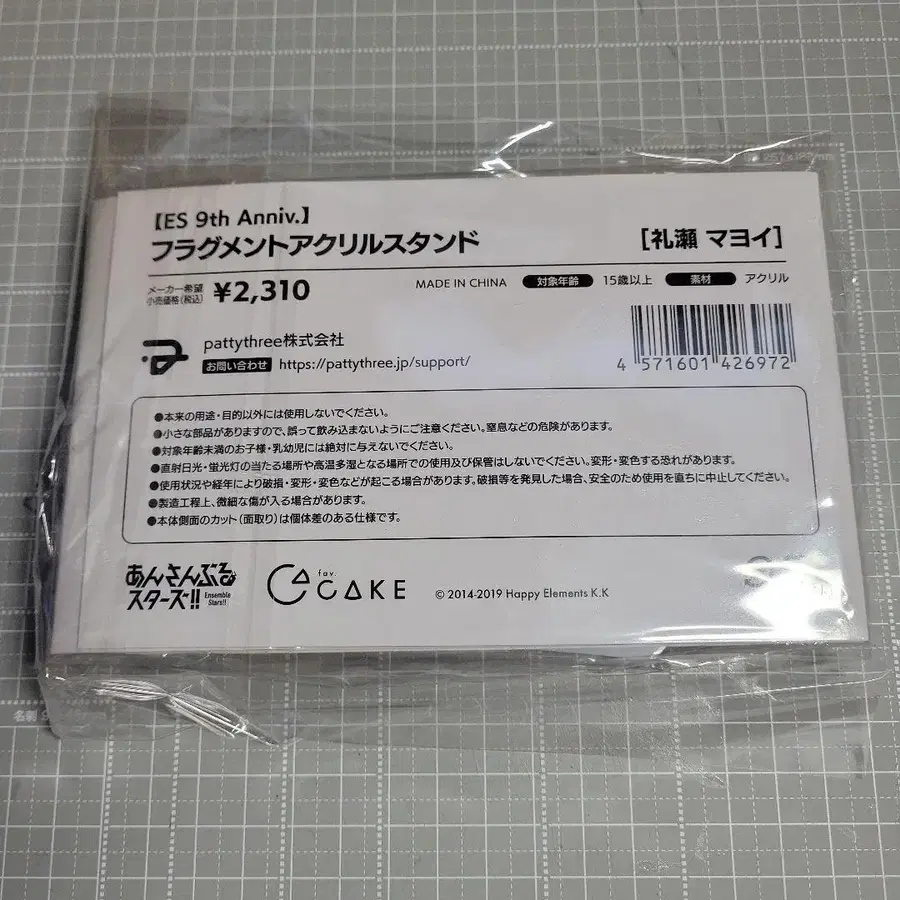 【ES 9th Anniv.】
フラグメントアクリルスタンド
[礼瀬 マヨイ]
メーカー希望
小売価格(税込)
¥2,310
MADE IN CHINA 対象年齢 15歳以上 素材 アクリル
pattythree株式会社
お問い合わせ https://pattythree.jp/support/
4 571601 426972
●本来の用途・目的以外には使用しないでください。
●小さな部品がありますので、誤って飲み込まないようにご注意ください。窒息などの危険があります。
●対象年齢未満のお子様・乳幼児には絶対に与えないでください。
●直射日光・蛍光灯の当たる場所や高温多湿となる場所での使用及び保管はしないでください。変形・変色する恐れがあります。
●使用状況や経年により破損・変形・変色などが起こる場合があります。破損等を発見した場合、安全のため使用を直ちに中止してください。
●製造工程上、微細な傷が入る場合があります。
●本体側面のカット(面取り)は個体差のある仕様です。
あんさんぶる
スターズ!!
Ensemble
Stars!!
fav.
CAKE
© 2014-2019 Happy Elements K.K